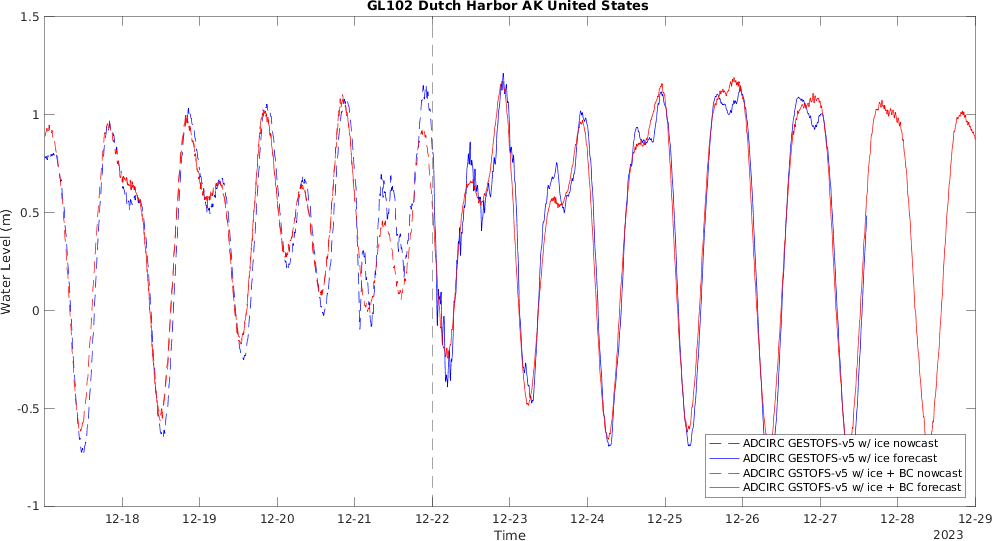 GL102 Dutch Harbor AK United States
Water Level (m)
1.5
1
0.5
0
-0.5
-1
12-18
12-19
12-20
12-21
12-22
12-23
12-24
12-25
12-26
12-27
12-28
12-29
Time
2023
ADCIRC GESTOFS-v5 w/ ice nowcast
ADCIRC GESTOFS-v5 w/ ice forecast
ADCIRC GSTOFS-v5 w/ ice + BC nowcast
ADCIRC GSTOFS-v5 w/ ice + BC forecast